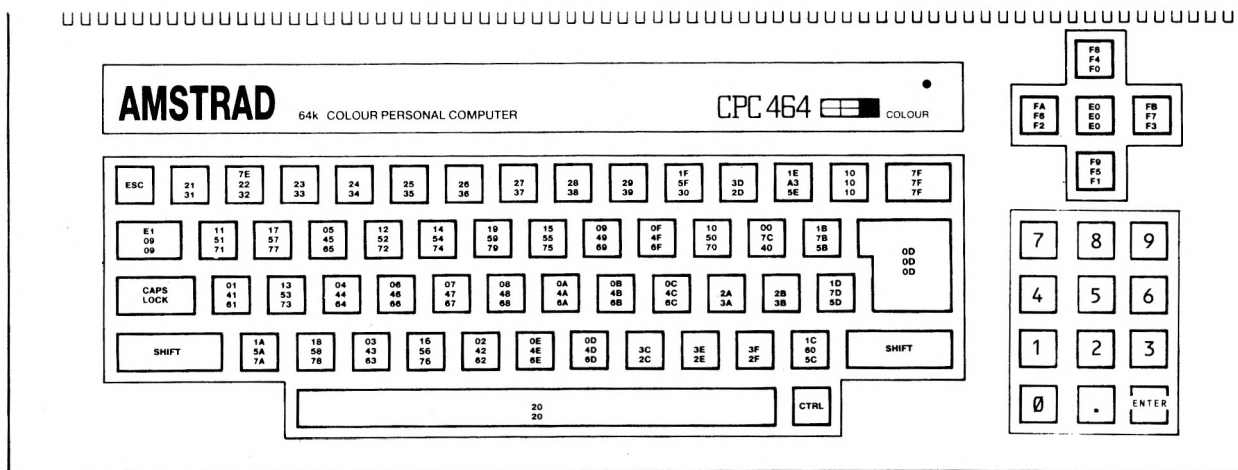 AMSTRAD 64k COLOUR PERSONAL COMPUTER CPC 464 COLOUR
F8
F4
F0
FA
F6
F2
E0
E0
E0
FB
F7
F3
F9
F5
F1
ESC
21
31
7E
22
32
23
33
24
34
25
35
26
36
27
37
28
38
29
39
1F
5F
30
3D
2D
1E
A3
5E
10
10
10
7F
7F
7F
E1
09
09
11
51
71
17
57
77
05
45
65
12
52
72
14
54
74
19
59
79
15
55
75
09
49
69
0F
4F
6F
10
50
70
00
7C
40
1B
7B
5B
0D
0D
0D
CAPS
LOCK
01
41
61
13
53
73
04
44
64
06
46
66
07
47
67
08
48
68
0A
4A
6A
0B
4B
6B
0C
4C
6C
2A
3A
2B
3B
1D
7D
5D
SHIFT
1A
5A
7A
18
58
78
03
43
63
16
56
76
02
42
62
0E
4E
6E
0D
4D
6D
3C
2C
3E
2E
3F
2F
1C
60
5C
SHIFT
20
20
CTRL
7 8 9
4 5 6
1 2 3
0 . ENTER